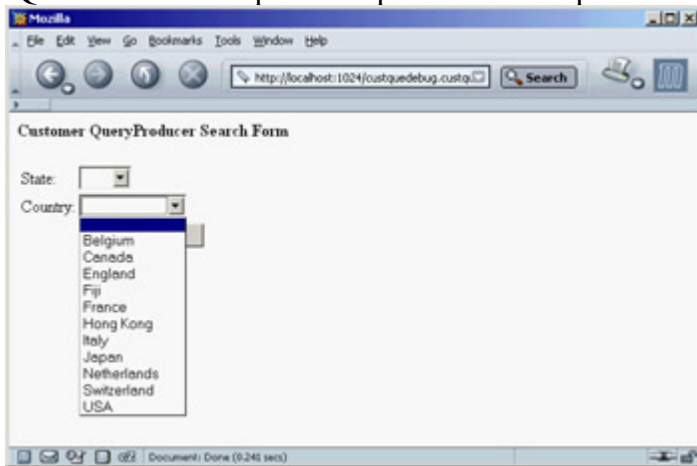 Mozilla
File Edit View Go Bookmarks Tools Window Help
http://localhost:1024/custquedebug.custq Search
Customer QueryProducer Search Form
State:
Country:
Belgium
Canada
England
Fiji
France
Hong Kong
Italy
Japan
Netherlands
Switzerland
USA
Document: Done (0.241 secs)